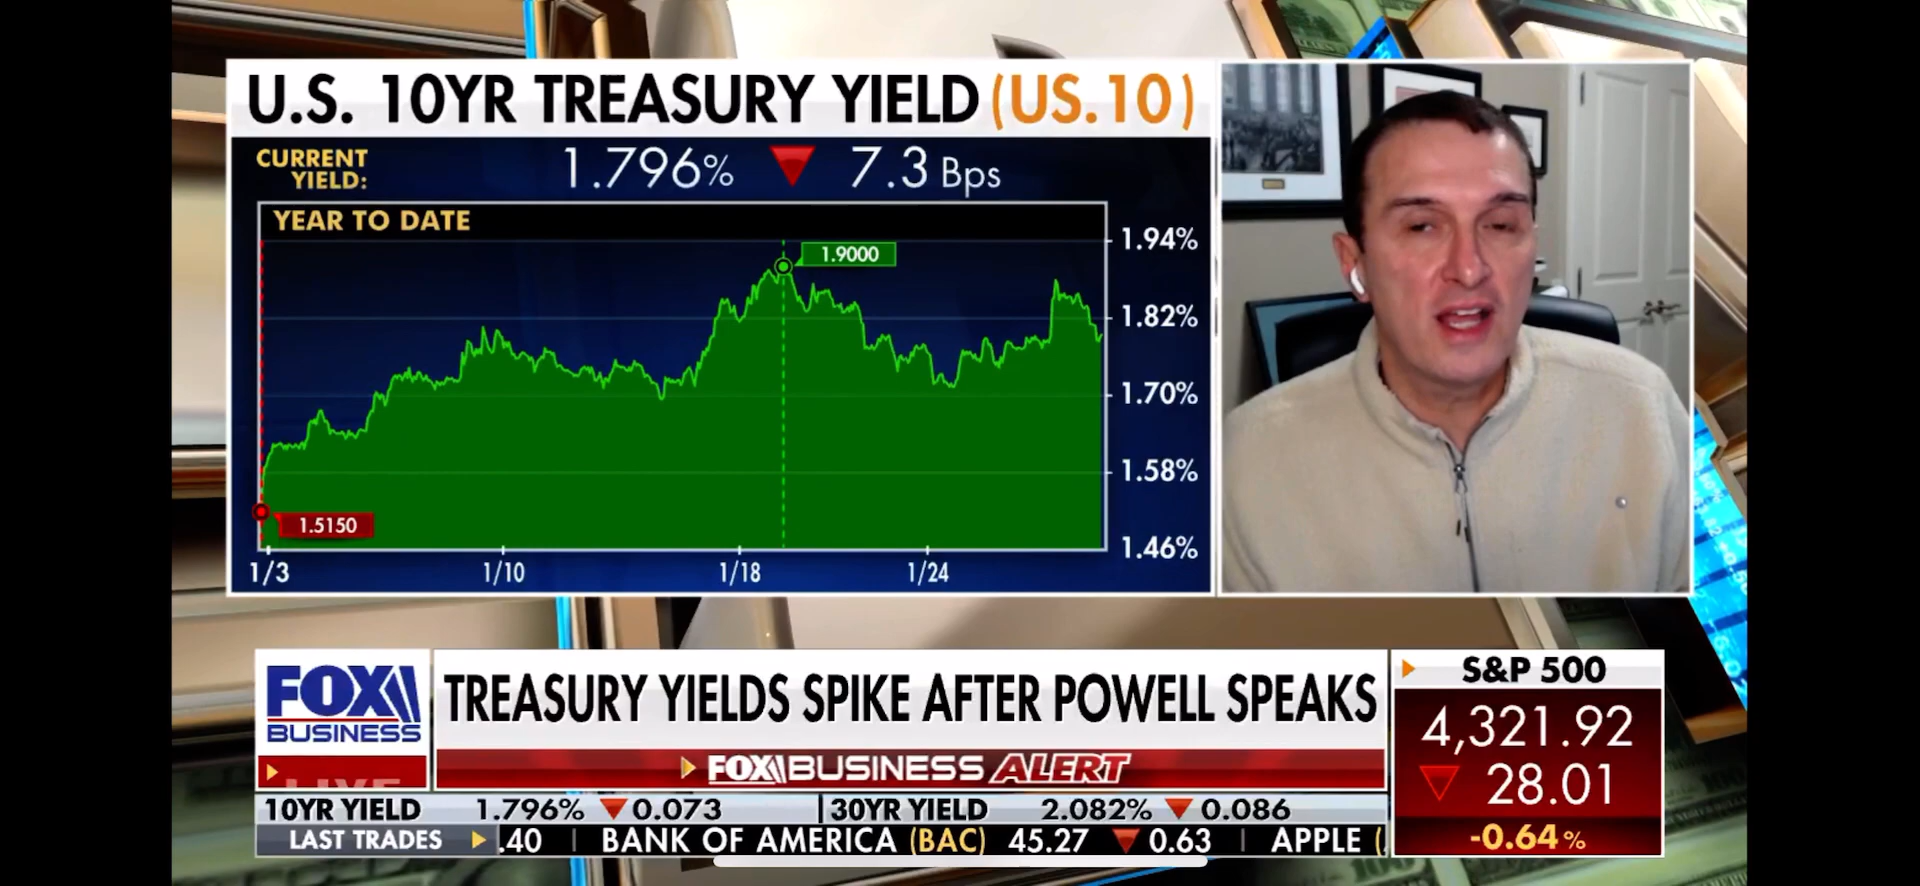 U.S. 10YR TREASURY YIELD (US.10)
CURRENT YIELD: 1.796% ▼ 7.3 Bps
YEAR TO DATE
1.9000
1.5150
1.94%
1.82%
1.70%
1.58%
1.46%
1/3 1/10 1/18 1/24
FOX BUSINESS
LIVE
TREASURY YIELDS SPIKE AFTER POWELL SPEAKS
FOX BUSINESS ALERT
S&P 500
4,321.92
▼ 28.01
-0.64%
10YR YIELD 1.796% ▼ 0.073 | 30YR YIELD 2.082% ▼ 0.086
LAST TRADES .40 | BANK OF AMERICA (BAC) 45.27 ▼ 0.63 | APPLE (